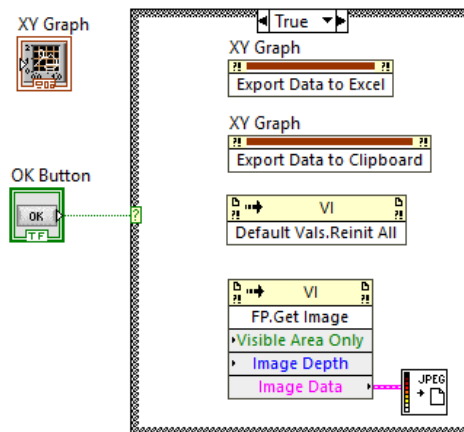 XY Graph
True
XY Graph
Export Data to Excel
XY Graph
Export Data to Clipboard
OK Button
OK
TF
?
VI
Default Vals.Reinit All
VI
FP.Get Image
Visible Area Only
Image Depth
Image Data
JPEG